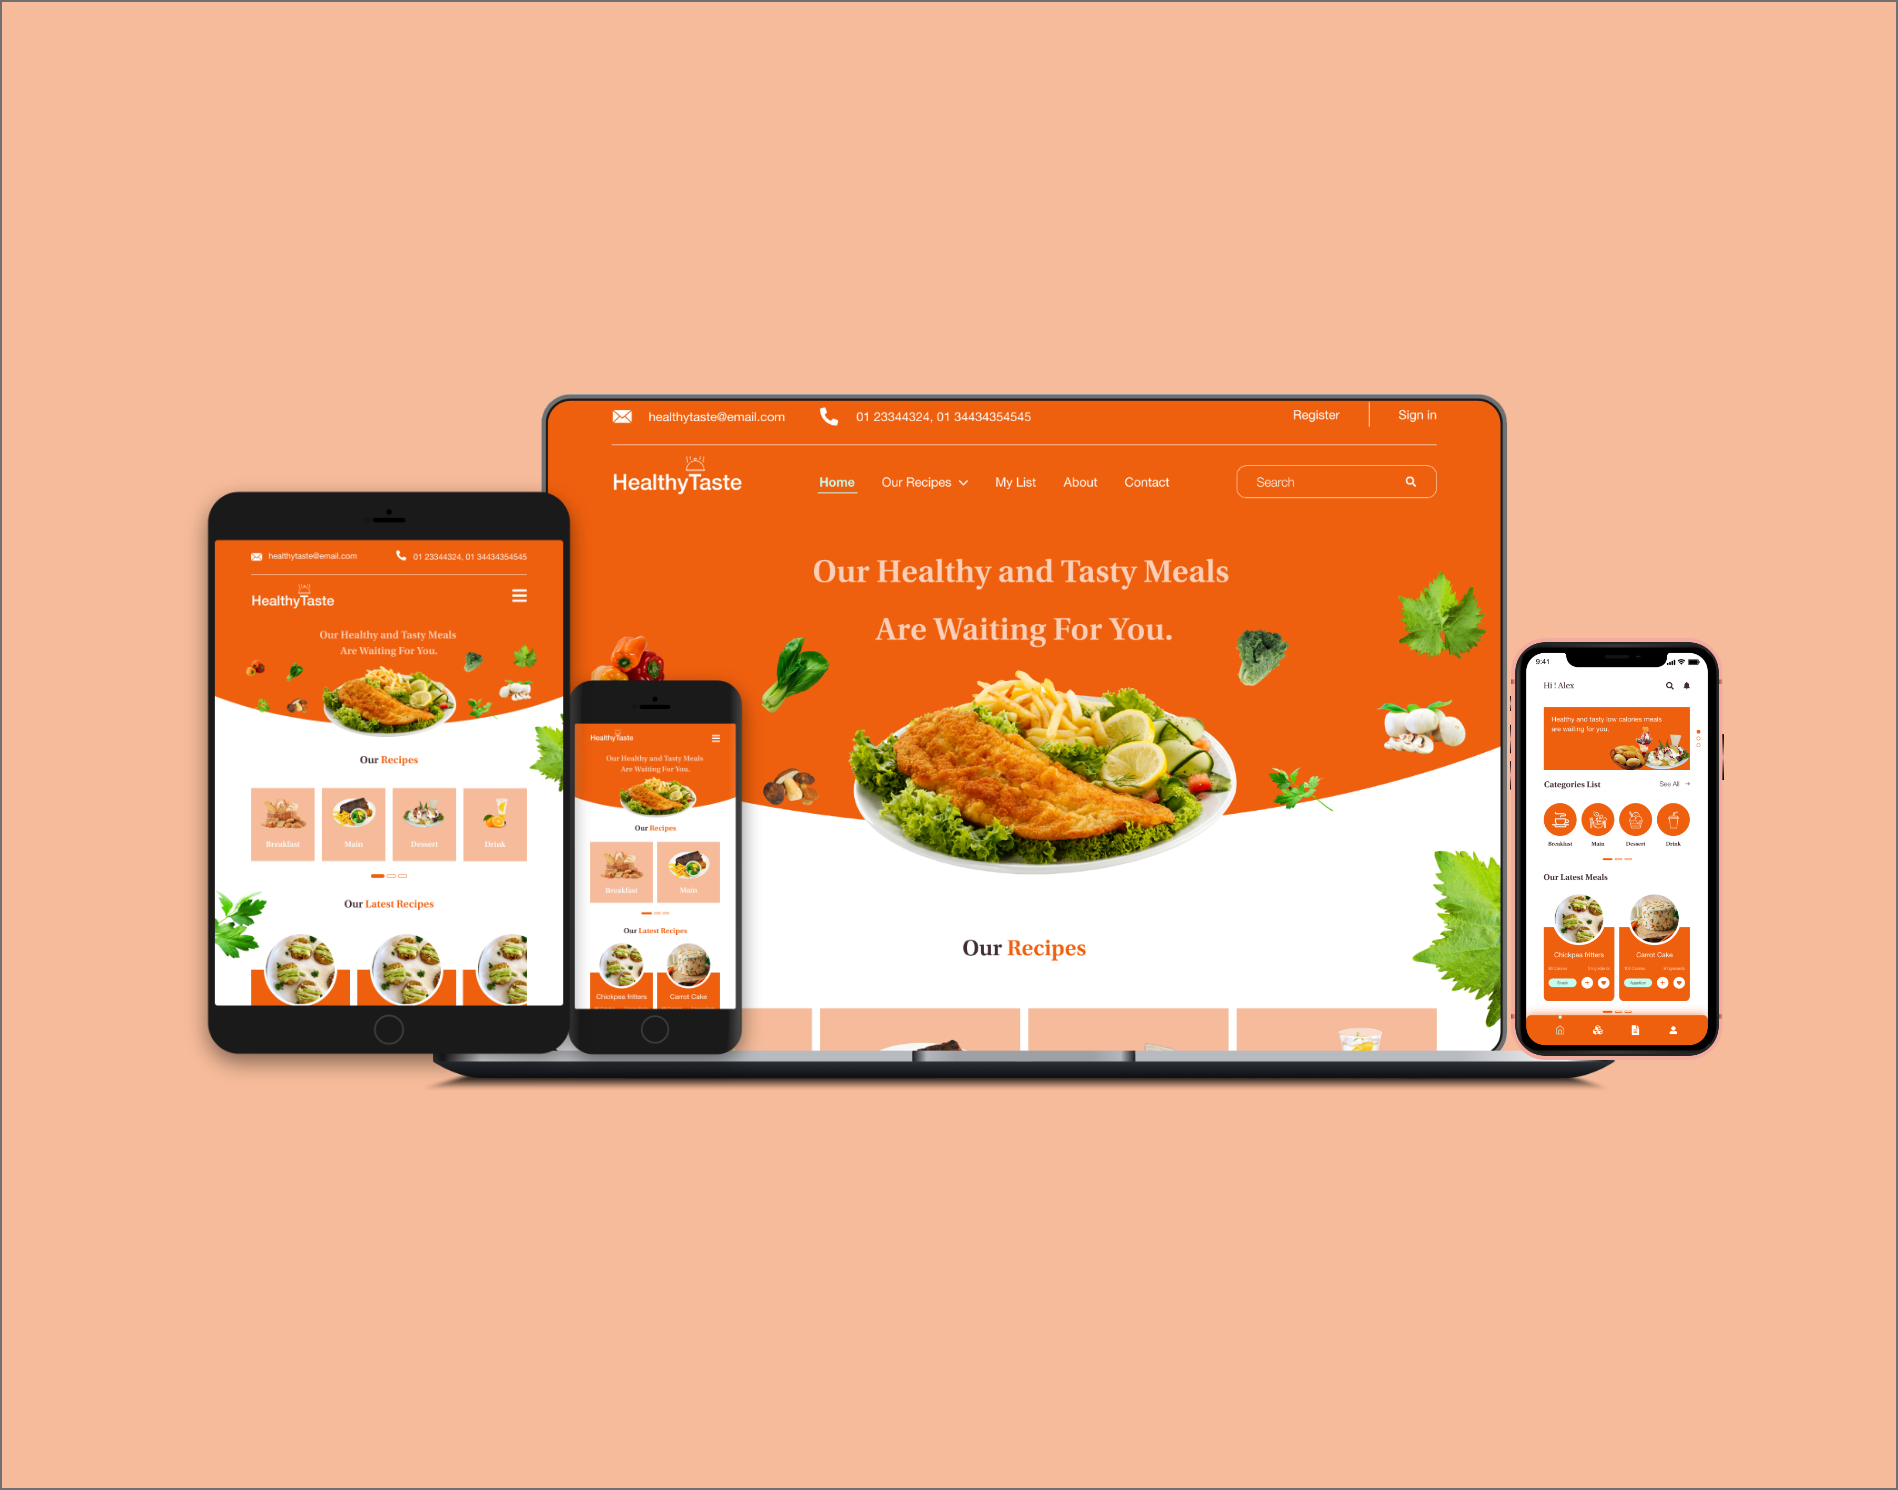 healthytaste@email.com
01 23344324, 01 34434354545
Register
Sign in
HealthyTaste
Home
Our Recipes
My List
About
Contact
Search
Our Healthy and Tasty Meals
Are Waiting For You.
Our Recipes
healthytaste@email.com
01 23344324, 01 34434354545
HealthyTaste
Our Healthy and Tasty Meals
Are Waiting For You.
Our Recipes
Breakfast
Main
Dessert
Drink
Our Latest Recipes
HealthyTaste
Our Healthy and Tasty Meals
Are Waiting For You.
Our Recipes
Breakfast
Main
Our Latest Recipes
Chickpea fritters
Carrot Cake
9:41
Hi ! Alex
Healthy and tasty low calories meals
are waiting for you.
Categories List
See All
Breakfast
Main
Dessert
Drink
Our Latest Meals
Chickpea fritters
Carrot Cake